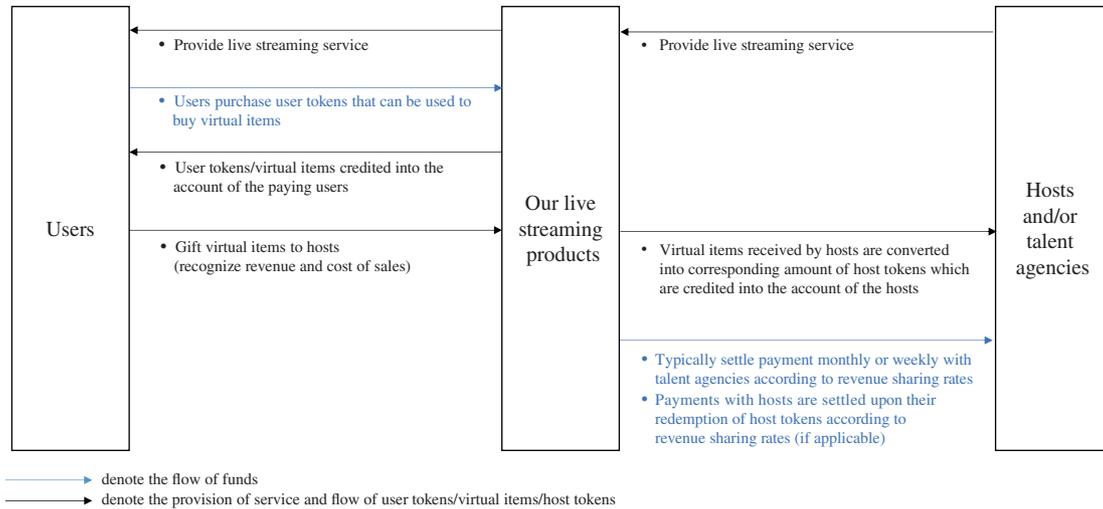 Users
• Provide live streaming service
• Users purchase user tokens that can be used to
buy virtual items
• User tokens/virtual items credited into the
account of the paying users
• Gift virtual items to hosts
(recognize revenue and cost of sales)
Our live
streaming
products
• Provide live streaming service
• Virtual items received by hosts are converted
into corresponding amount of host tokens which
are credited into the account of the hosts
• Typically settle payment monthly or weekly with
talent agencies according to revenue sharing rates
• Payments with hosts are settled upon their
redemption of host tokens according to
revenue sharing rates (if applicable)
Hosts
and/or
talent
agencies
denote the flow of funds
denote the provision of service and flow of user tokens/virtual items/host tokens